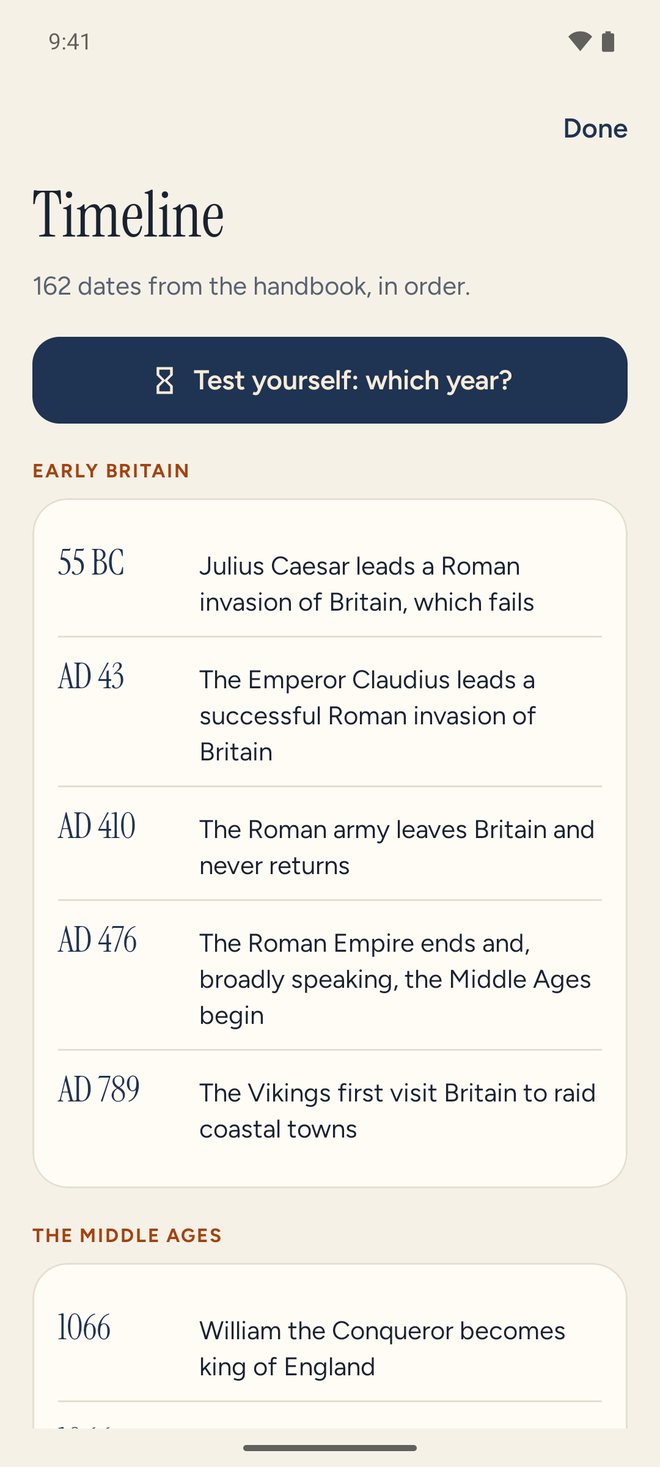 9:41
Done
Timeline
162 dates from the handbook, in order.
Test yourself: which year?
EARLY BRITAIN
55 BC
Julius Caesar leads a Roman
invasion of Britain, which fails
AD 43
The Emperor Claudius leads a
successful Roman invasion of
Britain
AD 410
The Roman army leaves Britain and
never returns
AD 476
The Roman Empire ends and,
broadly speaking, the Middle Ages
begin
AD 789
The Vikings first visit Britain to raid
coastal towns
THE MIDDLE AGES
1066
William the Conqueror becomes
king of England